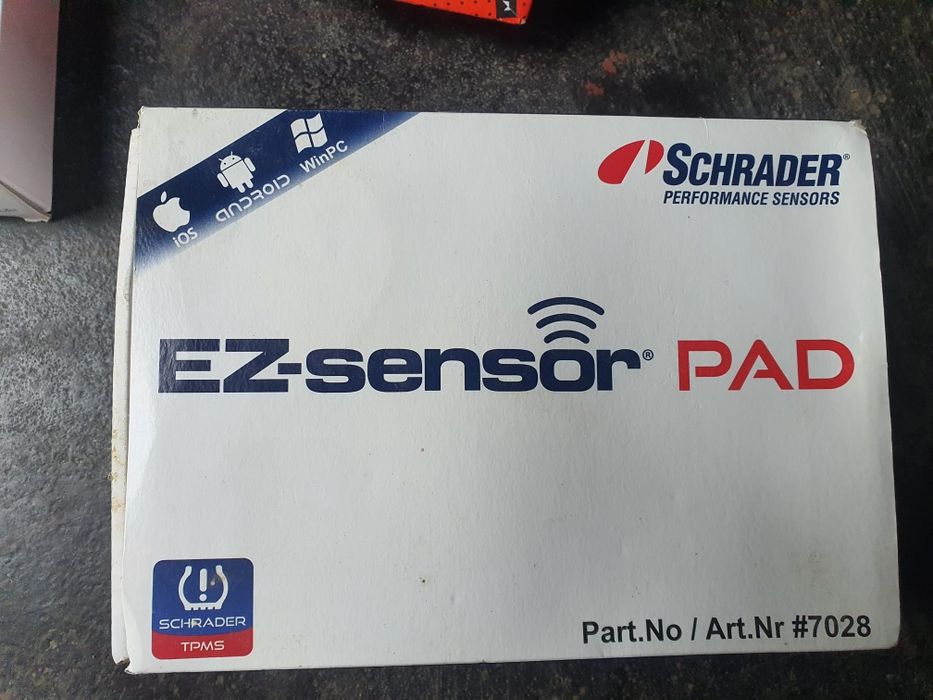 iOS
ANDROID
WinPC
SCHRADER®
PERFORMANCE SENSORS
EZ-sensor® PAD
SCHRADER
TPMS
Part.No / Art.Nr #7028